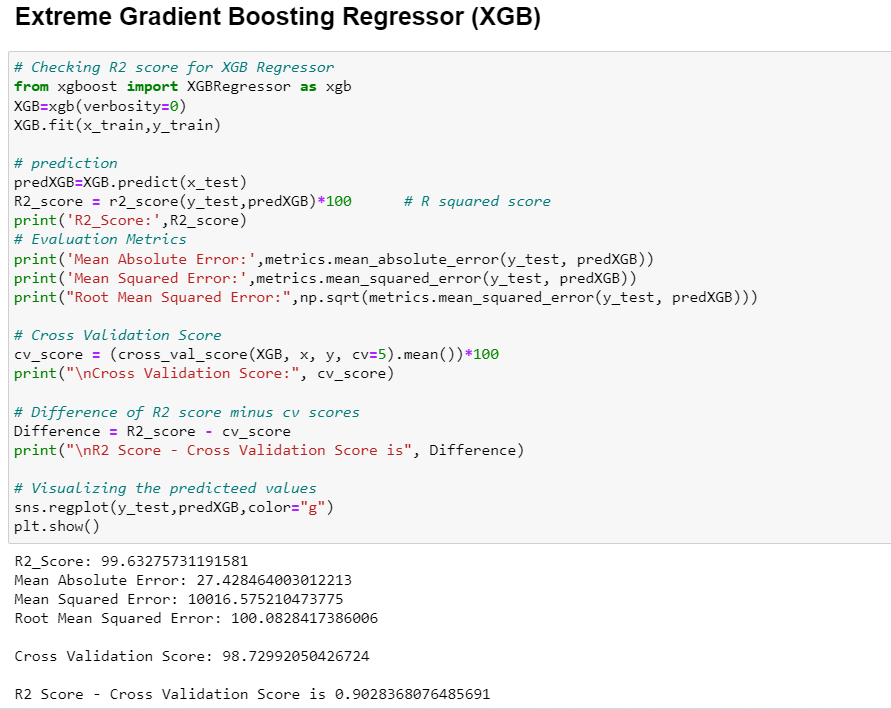 Extreme Gradient Boosting Regressor (XGB)
# Checking R2 score for XGB Regressor
from xgboost import XGBRegressor as xgb
XGB=xgb(verbosity=0)
XGB.fit(x_train,y_train)
# prediction
predXGB=XGB.predict(x_test)
R2_score = r2_score(y_test,predXGB)*100      # R squared score
print('R2_Score:',R2_score)
# Evaluation Metrics
print('Mean Absolute Error:',metrics.mean_absolute_error(y_test, predXGB))
print('Mean Squared Error:',metrics.mean_squared_error(y_test, predXGB))
print("Root Mean Squared Error:",np.sqrt(metrics.mean_squared_error(y_test, predXGB)))
# Cross Validation Score
cv_score = (cross_val_score(XGB, x, y, cv=5).mean())*100
print("\nCross Validation Score:", cv_score)
# Difference of R2 score minus cv scores
Difference = R2_score - cv_score
print("\nR2 Score - Cross Validation Score is", Difference)
# Visualizing the predicteed values
sns.regplot(y_test,predXGB,color="g")
plt.show()
R2_Score: 99.63275731191581
Mean Absolute Error: 27.428464003012213
Mean Squared Error: 10016.575210473775
Root Mean Squared Error: 100.0828417386006
Cross Validation Score: 98.72992050426724
R2 Score - Cross Validation Score is 0.9028368076485691